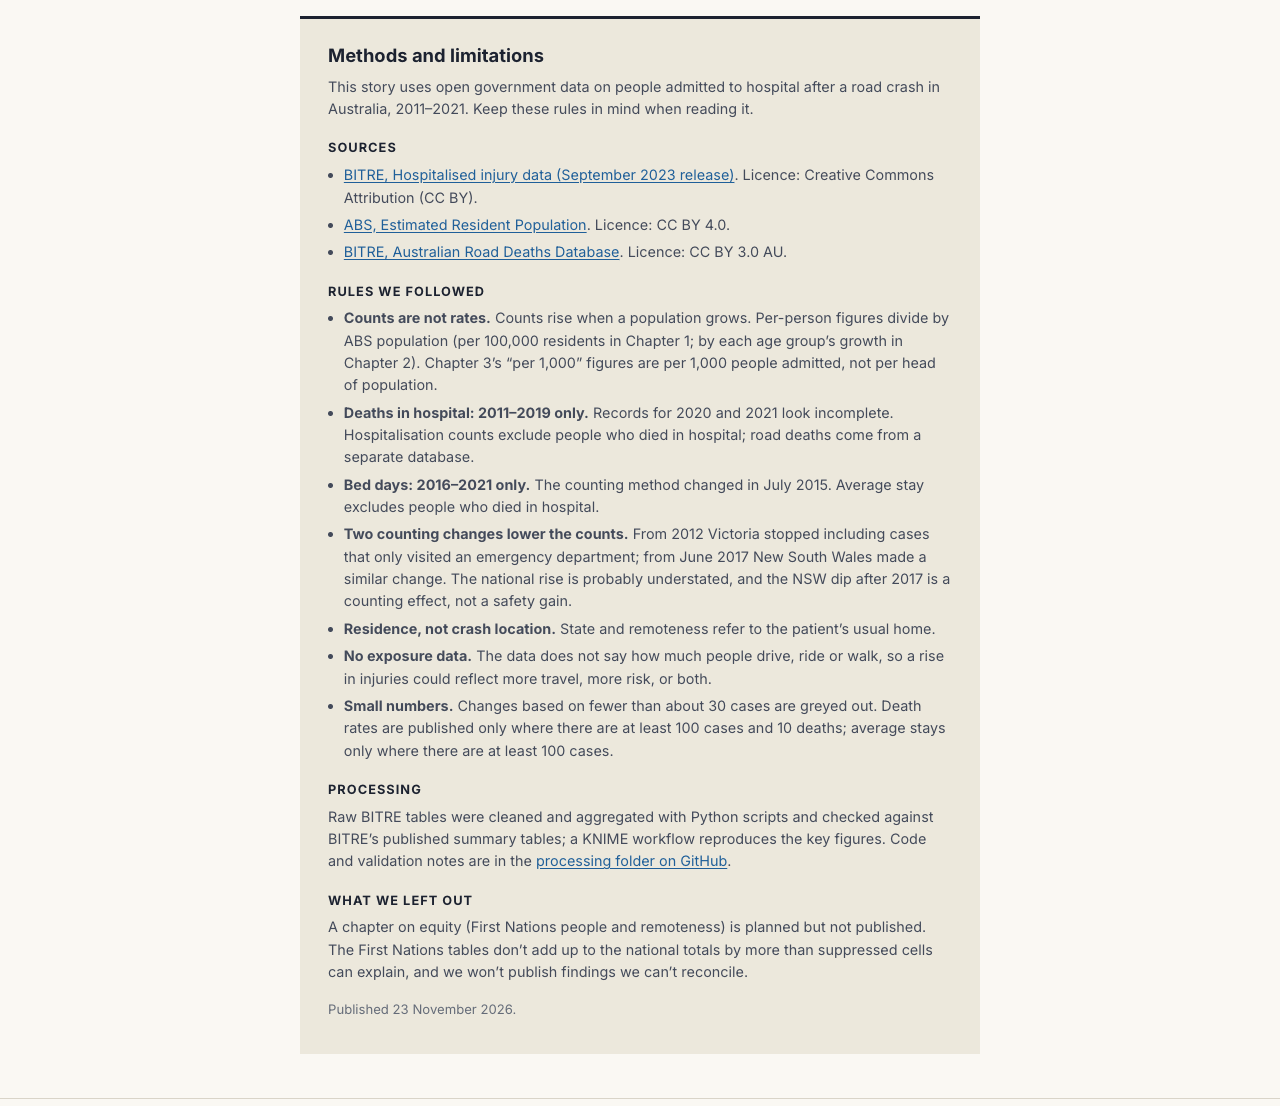 Methods and limitations
This story uses open government data on people admitted to hospital after a road crash in
Australia, 2011–2021. Keep these rules in mind when reading it.
SOURCES
• BITRE, Hospitalised injury data (September 2023 release). Licence: Creative Commons
Attribution (CC BY).
• ABS, Estimated Resident Population. Licence: CC BY 4.0.
• BITRE, Australian Road Deaths Database. Licence: CC BY 3.0 AU.
RULES WE FOLLOWED
• Counts are not rates. Counts rise when a population grows. Per-person figures divide by
ABS population (per 100,000 residents in Chapter 1; by each age group’s growth in
Chapter 2). Chapter 3’s “per 1,000” figures are per 1,000 people admitted, not per head
of population.
• Deaths in hospital: 2011–2019 only. Records for 2020 and 2021 look incomplete.
Hospitalisation counts exclude people who died in hospital; road deaths come from a
separate database.
• Bed days: 2016–2021 only. The counting method changed in July 2015. Average stay
excludes people who died in hospital.
• Two counting changes lower the counts. From 2012 Victoria stopped including cases
that only visited an emergency department; from June 2017 New South Wales made a
similar change. The national rise is probably understated, and the NSW dip after 2017 is a
counting effect, not a safety gain.
• Residence, not crash location. State and remoteness refer to the patient’s usual home.
• No exposure data. The data does not say how much people drive, ride or walk, so a rise
in injuries could reflect more travel, more risk, or both.
• Small numbers. Changes based on fewer than about 30 cases are greyed out. Death
rates are published only where there are at least 100 cases and 10 deaths; average stays
only where there are at least 100 cases.
PROCESSING
Raw BITRE tables were cleaned and aggregated with Python scripts and checked against
BITRE’s published summary tables; a KNIME workflow reproduces the key figures. Code
and validation notes are in the processing folder on GitHub.
WHAT WE LEFT OUT
A chapter on equity (First Nations people and remoteness) is planned but not published.
The First Nations tables don’t add up to the national totals by more than suppressed cells
can explain, and we won’t publish findings we can’t reconcile.
Published 23 November 2026.